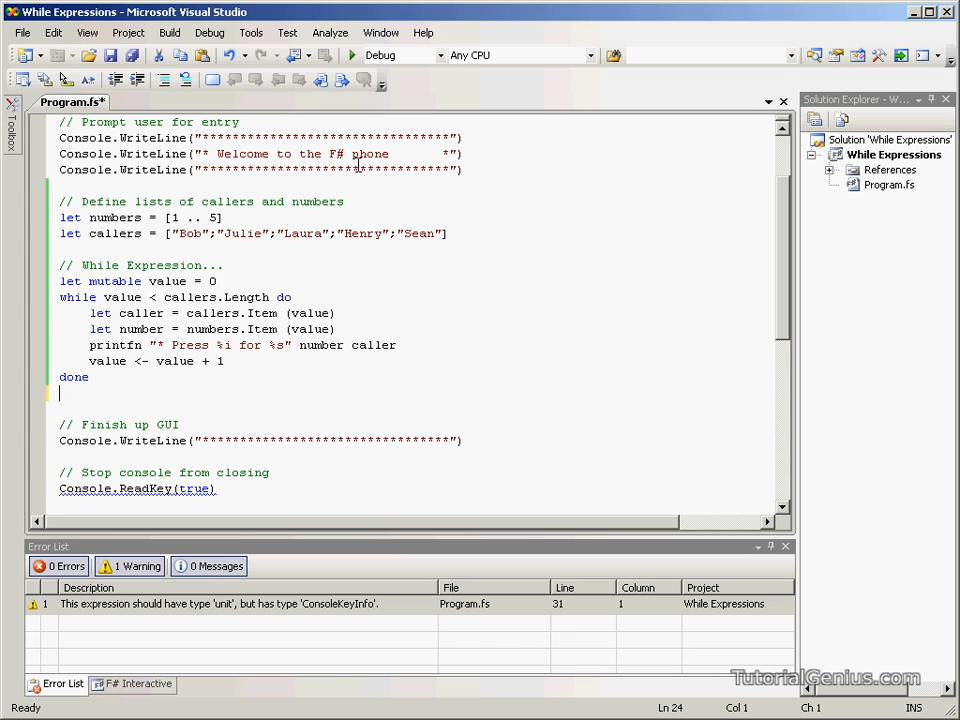 While Expressions - Microsoft Visual Studio
File Edit View Project Build Debug Tools Test Analyze Window Help
Debug Any CPU
Program.fs*
Toolbox
// Prompt user for entry
Console.WriteLine("*********************************")
Console.WriteLine("* Welcome to the F# phone       *")
Console.WriteLine("*********************************")
// Define lists of callers and numbers
let numbers = [1 .. 5]
let callers = ["Bob";"Julie";"Laura";"Henry";"Sean"]
// While Expression...
let mutable value = 0
while value < callers.Length do
    let caller = callers.Item (value)
    let number = numbers.Item (value)
    printfn "* Press %i for %s" number caller
    value <- value + 1
done
// Finish up GUI
Console.WriteLine("*********************************")
// Stop console from closing
Console.ReadKey(true)
Solution Explorer - W...
Solution 'While Expressions'
While Expressions
References
Program.fs
Error List
0 Errors 1 Warning 0 Messages
Description File Line Column Project
1 This expression should have type 'unit', but has type 'ConsoleKeyInfo'. Program.fs 31 1 While Expressions
Error List F# Interactive
TutorialGenius.com
Ready Ln 24 Col 1 Ch 1 INS